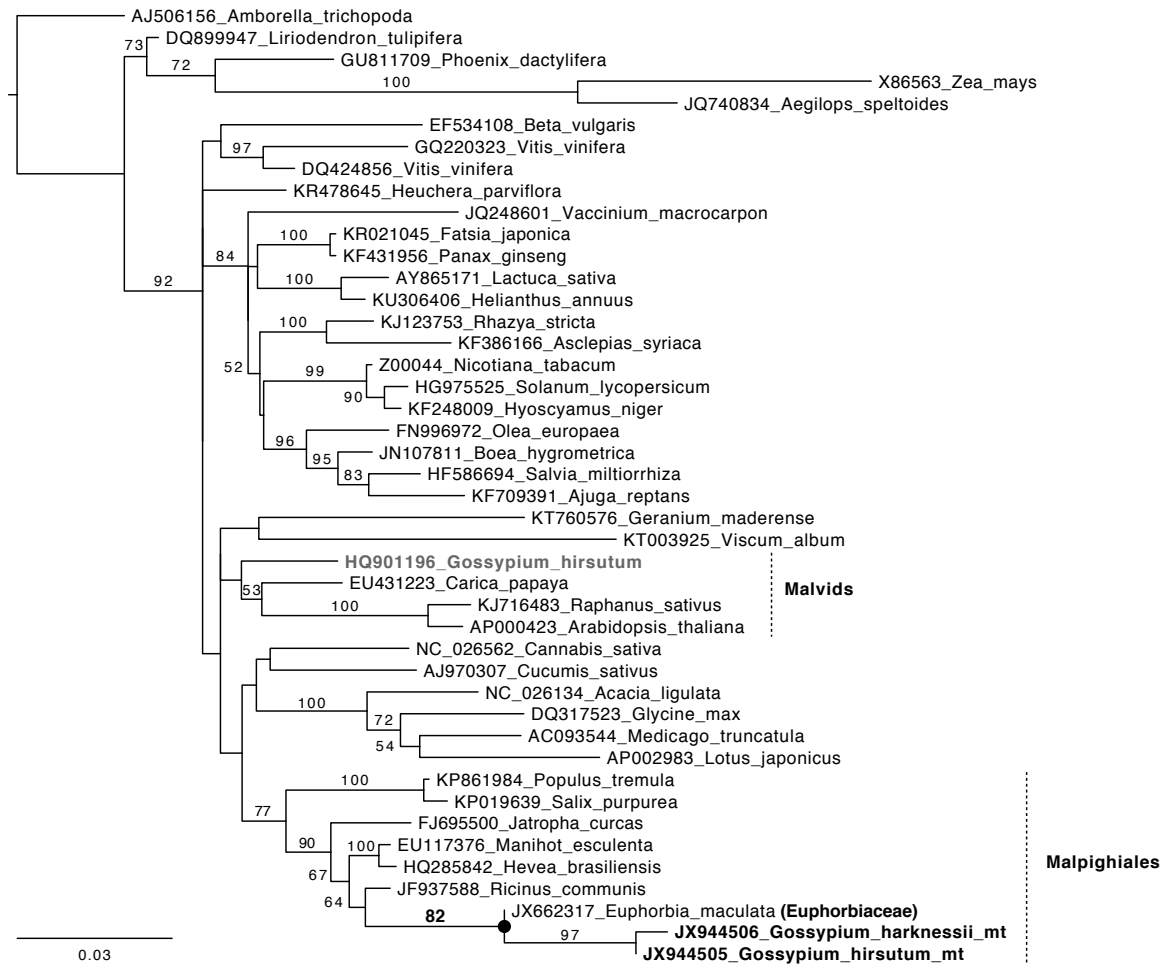 AJ506156_Amborella_trichopoda
DQ899947_Liriodendron_tulipifera
73
GU811709_Phoenix_dactylifera
72
X86563_Zea_mays
100
JQ740834_Aegilops_speltoides
EF534108_Beta_vulgaris
GQ220323_Vitis_vinifera
97
DQ424856_Vitis_vinifera
KR478645_Heuchera_parviflora
JQ248601_Vaccinium_macrocarpon
KR021045_Fatsia_japonica
100
KF431956_Panax_ginseng
84
AY865171_Lactuca_sativa
100
92
KU306406_Helianthus_annuus
KJ123753_Rhazya_stricta
100
KF386166_Asclepias_syriaca
52
Z00044_Nicotiana_tabacum
99
HG975525_Solanum_lycopersicum
90
KF248009_Hyoscyamus_niger
FN996972_Olea_europaea
96
JN107811_Boea_hygrometrica
95
HF586694_Salvia_miltiorrhiza
83
KF709391_Ajuga_reptans
KT760576_Geranium_maderense
KT003925_Viscum_album
HQ901196_Gossypium_hirsutum
EU431223_Carica_papaya
53
Malvids
KJ716483_Raphanus_sativus
100
AP000423_Arabidopsis_thaliana
NC_026562_Cannabis_sativa
AJ970307_Cucumis_sativus
NC_026134_Acacia_ligulata
100
DQ317523_Glycine_max
72
AC093544_Medicago_truncatula
54
AP002983_Lotus_japonicus
KP861984_Populus_tremula
100
KP019639_Salix_purpurea
77
FJ695500_Jatropha_curcas
90
EU117376_Manihot_esculenta
100
HQ285842_Hevea_brasiliensis
Malpighiales
67
JF937588_Ricinus_communis
64
JX662317_Euphorbia_maculata (Euphorbiaceae)
82
JX944506_Gossypium_harknessii_mt
97
JX944505_Gossypium_hirsutum_mt
0.03